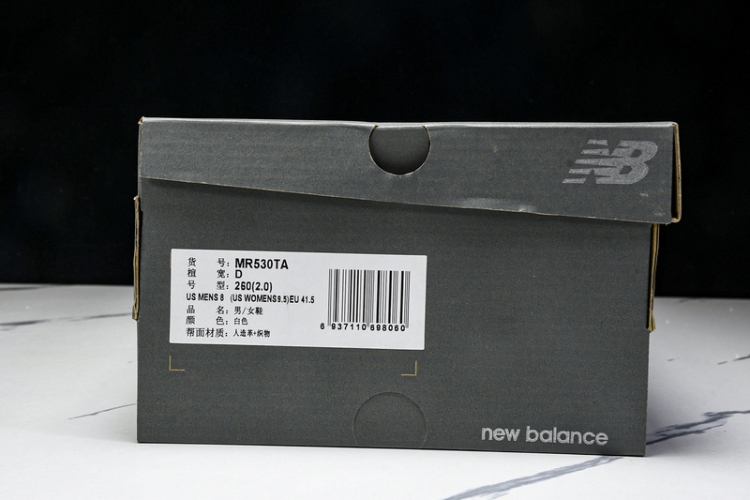 NB
货 号: MR530TA
楦 宽: D
号 型: 260(2.0)
US MENS 8 (US WOMENS9.5)EU 41.5
品 名: 男/女鞋
颜 色: 白色
帮面材质: 人造革+织物
6 937110 698060
new balance